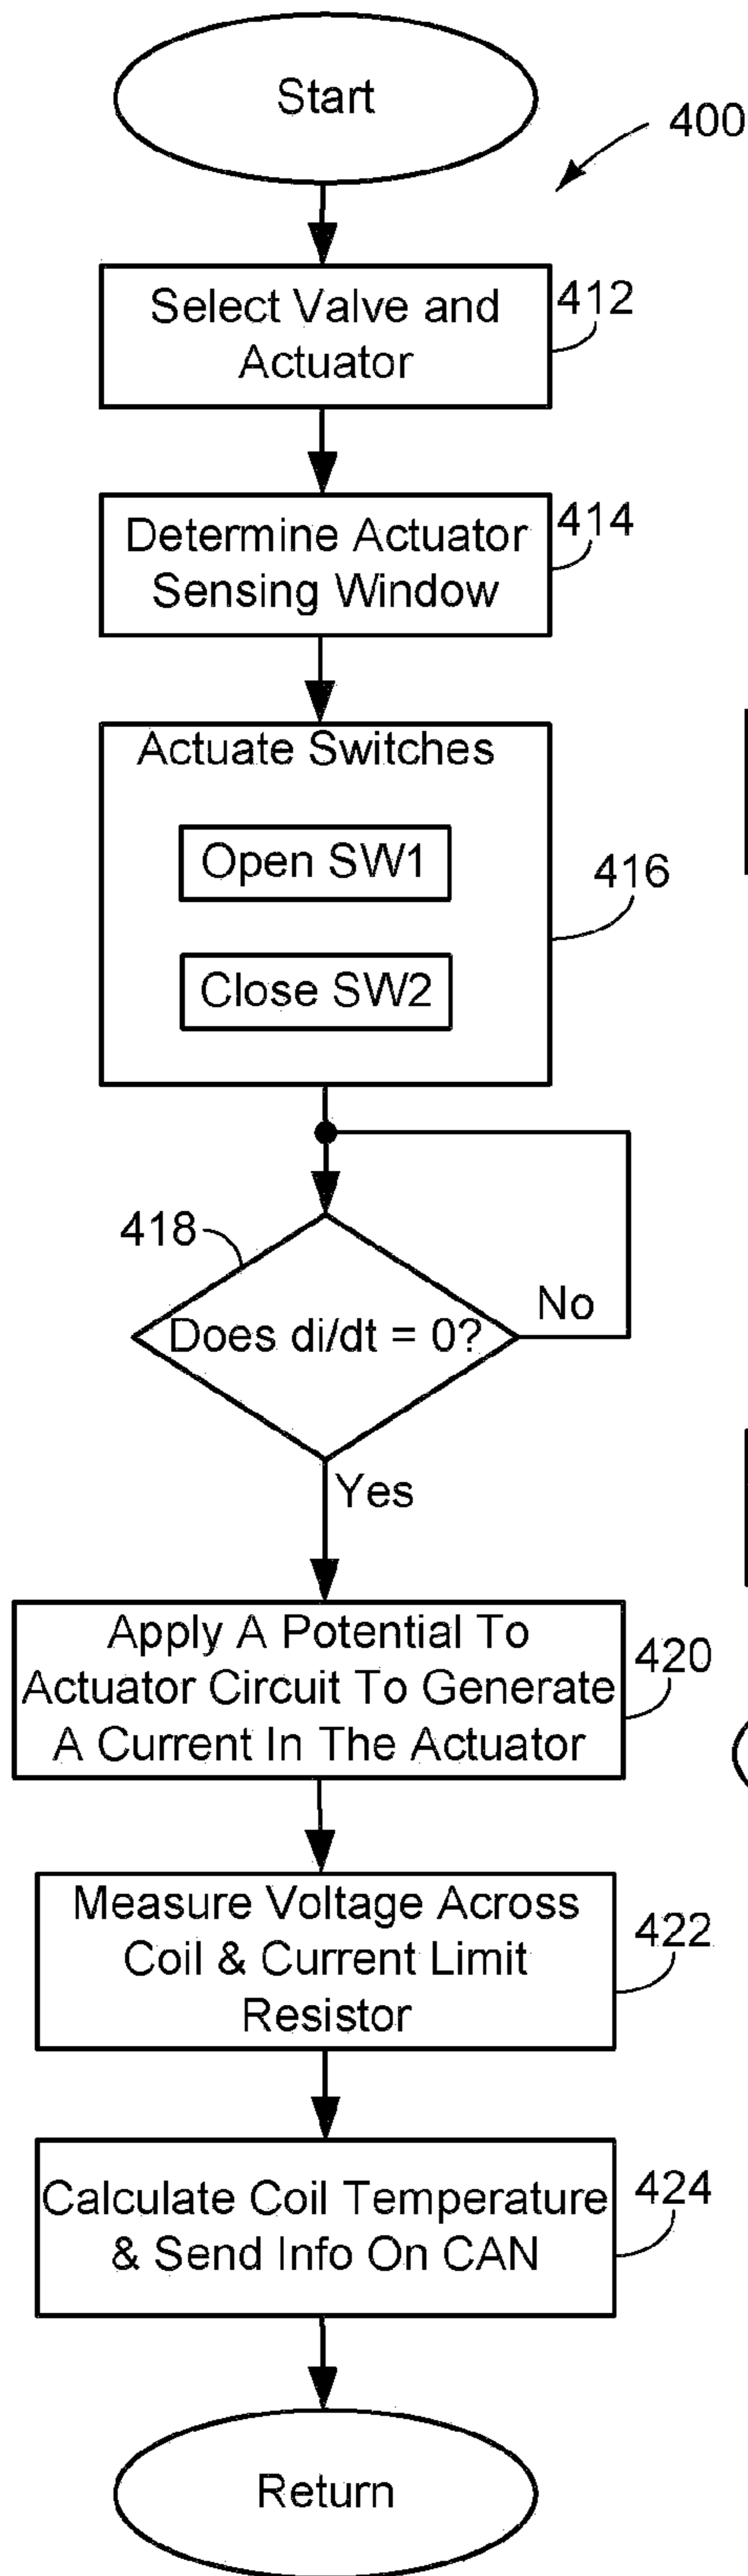 Start
400
Select Valve and
Actuator
412
Determine Actuator
Sensing Window
414
Actuate Switches
Open SW1
Close SW2
416
418
Does di/dt = 0?
No
Yes
Apply A Potential To
Actuator Circuit To Generate
A Current In The Actuator
420
Measure Voltage Across
Coil & Current Limit
Resistor
422
Calculate Coil Temperature
& Send Info On CAN
424
Return